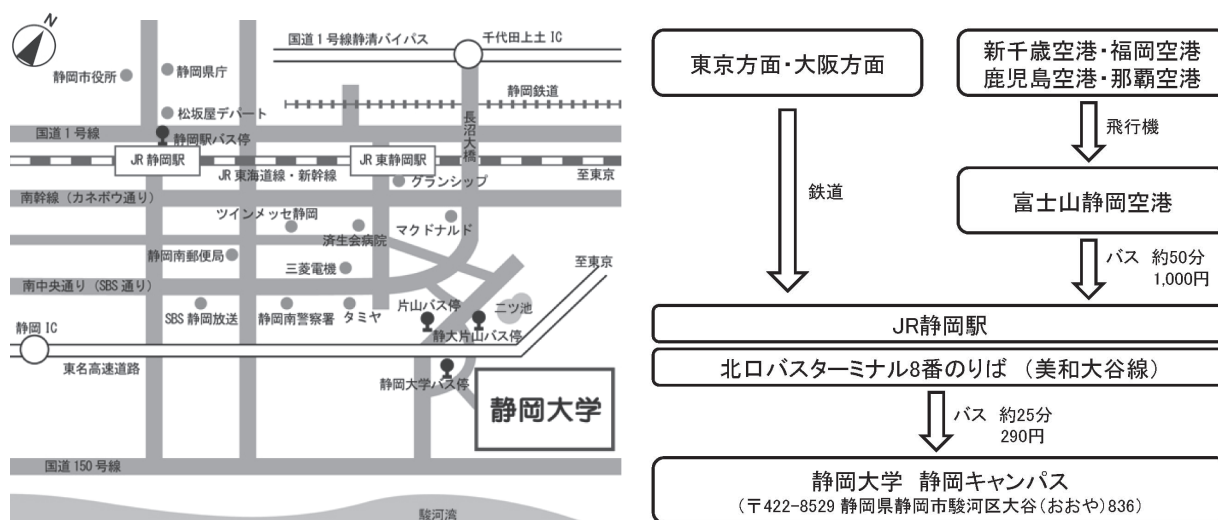 N
国道1号線静清バイパス
千代田上土 IC
静岡市役所
静岡県庁
静岡鉄道
松坂屋デパート
長沼大橋
国道1号線
静岡駅バス停
JR 静岡駅
JR 東静岡駅
JR 東海道線・新幹線
至東京
グランシップ
南幹線（カネボウ通り）
ツインメッセ静岡
済生会病院
マクドナルド
静岡南郵便局
三菱電機
至東京
南中央通り（SBS 通り）
片山バス停
二ツ池
SBS 静岡放送
静岡南警察署
タミヤ
静大片山バス停
静岡 IC
東名高速道路
静岡大学バス停
静岡大学
国道150号線
駿河湾
東京方面・大阪方面
新千歳空港・福岡空港
鹿児島空港・那覇空港
飛行機
鉄道
富士山静岡空港
バス 約50分
1,000円
JR静岡駅
北口バスターミナル8番のりば （美和大谷線）
バス 約25分
290円
静岡大学 静岡キャンパス
（〒422-8529 静岡県静岡市駿河区大谷（おおや）836）